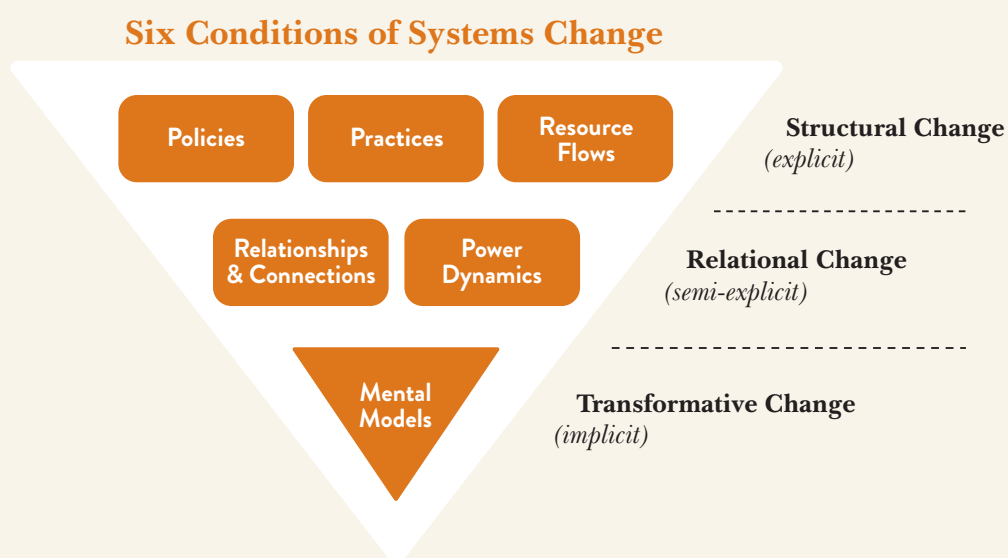 Six Conditions of Systems Change
Policies
Practices
Resource
Flows
Structural Change
(explicit)
Relationships
& Connections
Power
Dynamics
Relational Change
(semi-explicit)
Mental
Models
Transformative Change
(implicit)